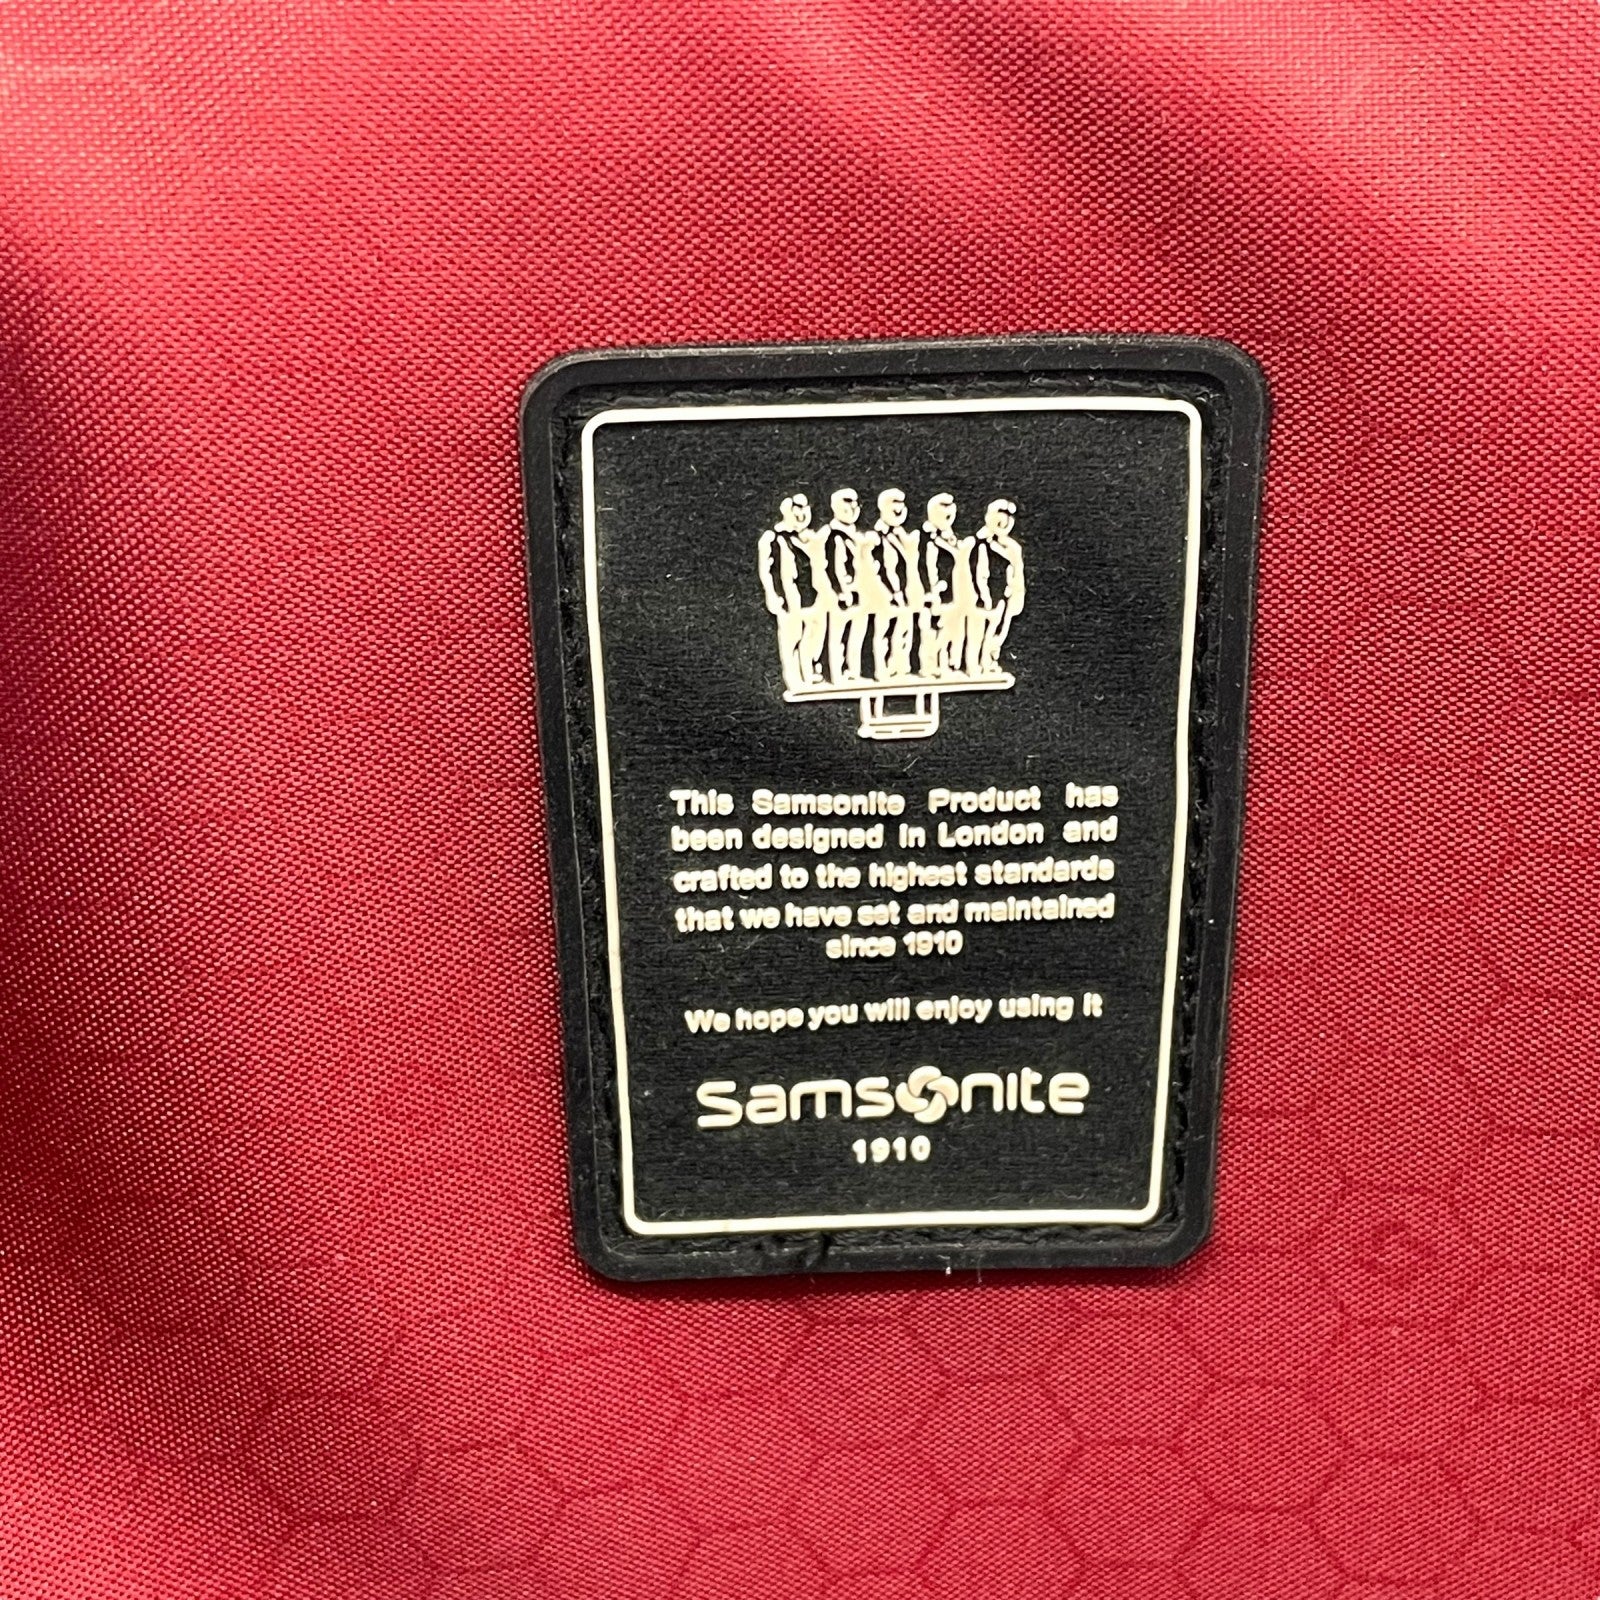 This Samsonite Product has
been designed in London and
crafted to the highest standards
that we have set and maintained
since 1910
We hope you will enjoy using it
Samsonite
1910